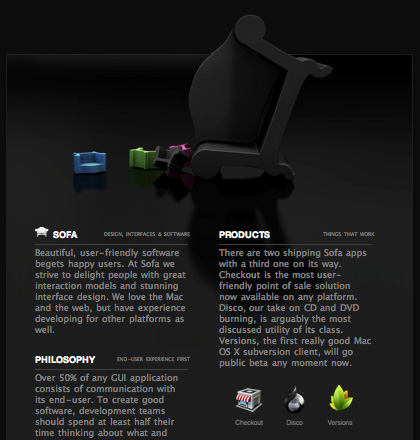 SOFA
DESIGN, INTERFACES & SOFTWARE
Beautiful, user-friendly software
begets happy users. At Sofa we
strive to delight people with great
interaction models and stunning
interface design. We love the Mac
and the web, but have experience
developing for other platforms as
well.
PHILOSOPHY
END-USER EXPERIENCE FIRST
Over 50% of any GUI application
consists of communication with
its end-user. To create good
software, development teams
should spend at least half their
time thinking about what and
PRODUCTS
THINGS THAT WORK
There are two shipping Sofa apps
with a third one on its way.
Checkout is the most user-
friendly point of sale solution
now available on any platform.
Disco, our take on CD and DVD
burning, is arguably the most
discussed utility of its class.
Versions, the first really good Mac
OS X subversion client, will go
public beta any moment now.
Checkout
Disco
Versions